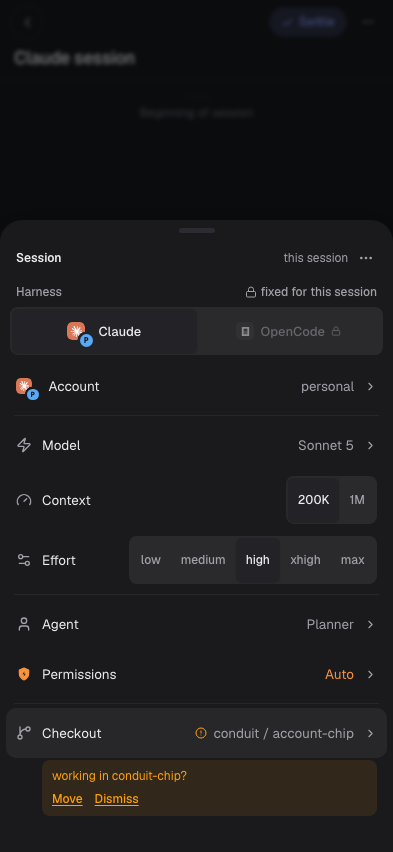 Settle
Claude session
Beginning of session
Session this session
Harness fixed for this session
P Claude OpenCode
P Account personal
Model Sonnet 5
Context 200K 1M
Effort low medium high xhigh max
Agent Planner
Permissions Auto
Checkout conduit / account-chip
working in conduit-chip?
Move Dismiss